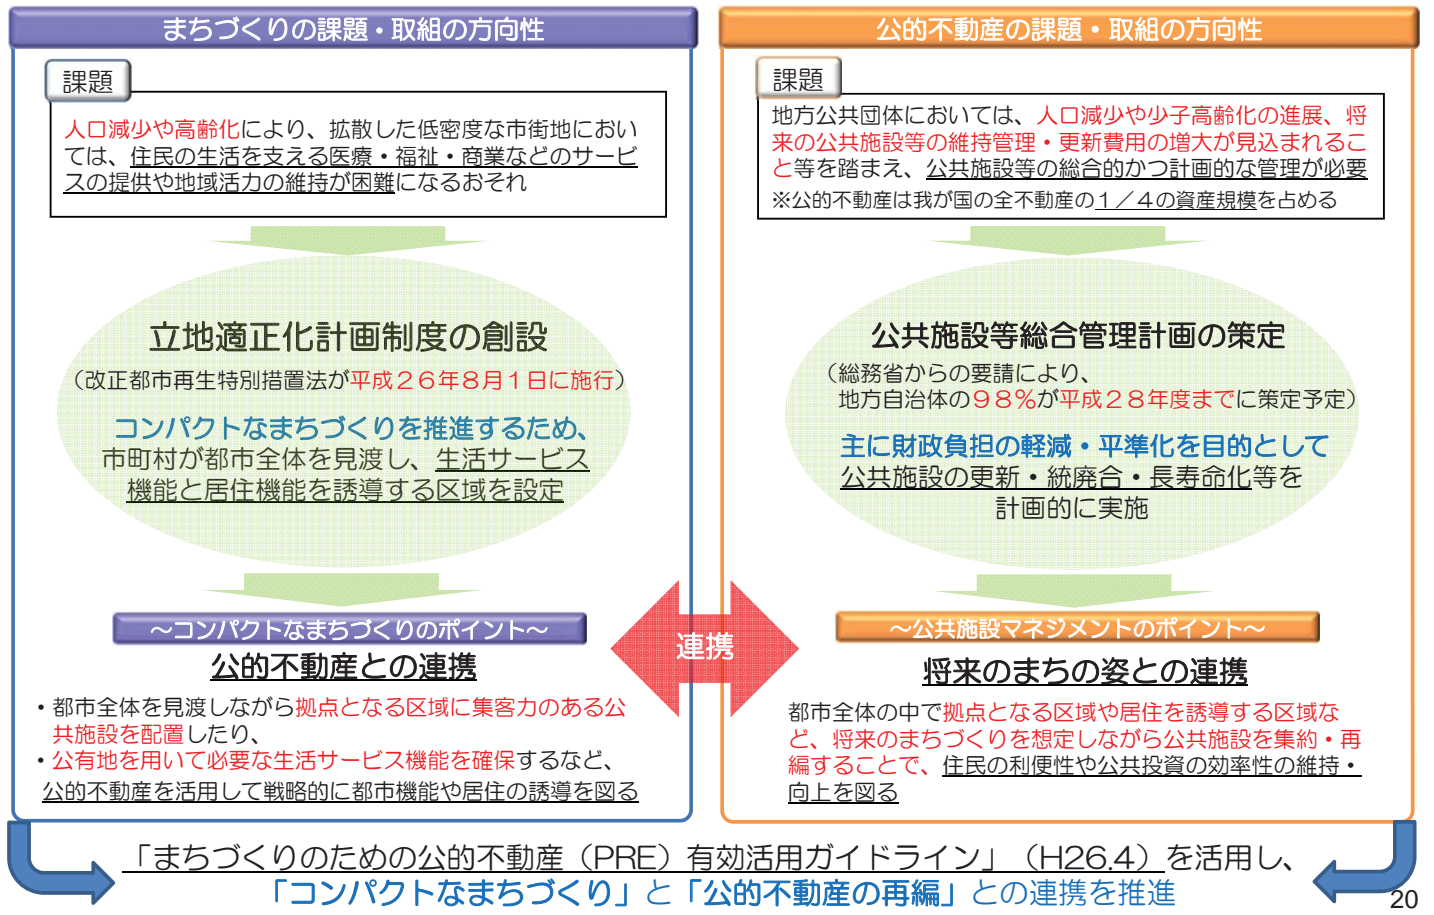 まちづくりの課題・取組の方向性
課題
人口減少や高齢化により、拡散した低密度な市街地におい
ては、住民の生活を支える医療・福祉・商業などのサービ
スの提供や地域活力の維持が困難になるおそれ
立地適正化計画制度の創設
（改正都市再生特別措置法が平成２６年８月１日に施行）
コンパクトなまちづくりを推進するため、
市町村が都市全体を見渡し、生活サービス
機能と居住機能を誘導する区域を設定
～コンパクトなまちづくりのポイント～
公的不動産との連携
・都市全体を見渡しながら拠点となる区域に集客力のある公
共施設を配置したり、
・公有地を用いて必要な生活サービス機能を確保するなど、
公的不動産を活用して戦略的に都市機能や居住の誘導を図る
連携
公的不動産の課題・取組の方向性
課題
地方公共団体においては、人口減少や少子高齢化の進展、将
来の公共施設等の維持管理・更新費用の増大が見込まれるこ
と等を踏まえ、公共施設等の総合的かつ計画的な管理が必要
※公的不動産は我が国の全不動産の１／４の資産規模を占める
公共施設等総合管理計画の策定
（総務省からの要請により、
地方自治体の９８％が平成２８年度までに策定予定）
主に財政負担の軽減・平準化を目的として
公共施設の更新・統廃合・長寿命化等を
計画的に実施
～公共施設マネジメントのポイント～
将来のまちの姿との連携
都市全体の中で拠点となる区域や居住を誘導する区域な
ど、将来のまちづくりを想定しながら公共施設を集約・再
編することで、住民の利便性や公共投資の効率性の維持・
向上を図る
「まちづくりのための公的不動産（PRE）有効活用ガイドライン」（H26.4）を活用し、
「コンパクトなまちづくり」と「公的不動産の再編」との連携を推進
20